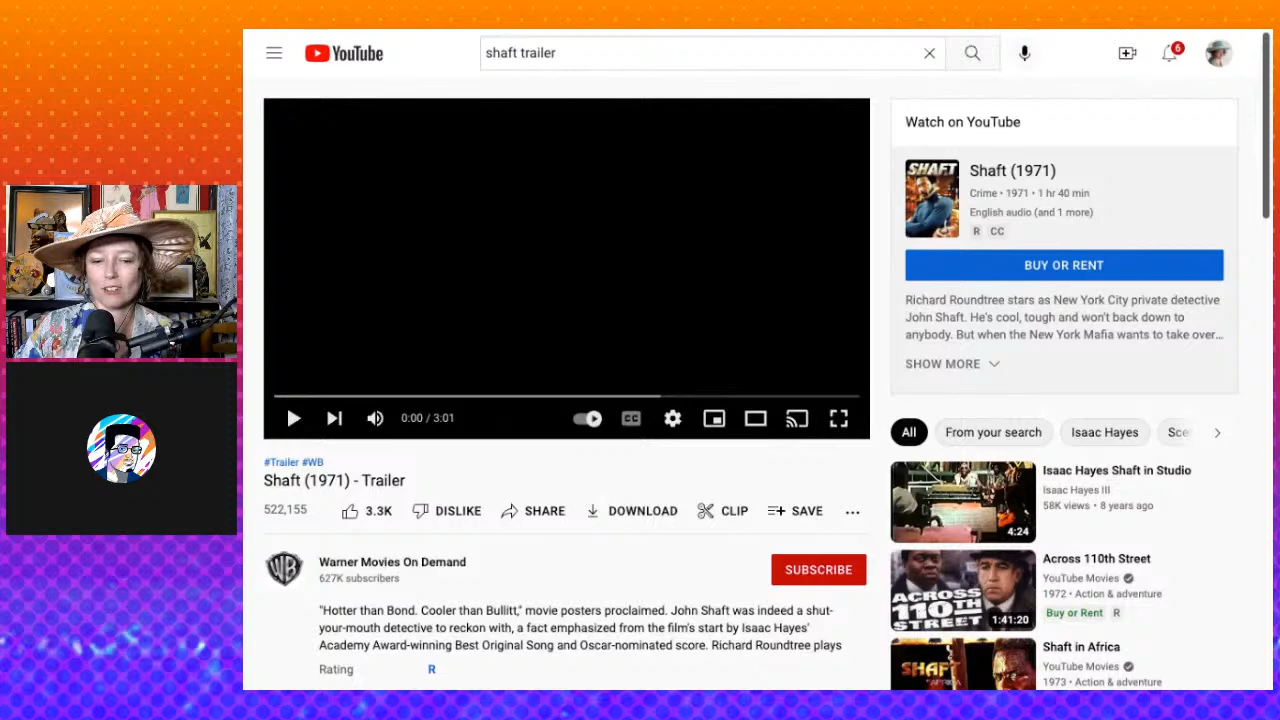 YouTube
shaft trailer
6
Watch on YouTube
SHAFT
Shaft (1971)
Crime • 1971 • 1 hr 40 min
English audio (and 1 more)
R CC
BUY OR RENT
Richard Roundtree stars as New York City private detective
John Shaft. He's cool, tough and won't back down to
anybody. But when the New York Mafia wants to take over...
SHOW MORE
0:00 / 3:01
CC
#Trailer #WB
Shaft (1971) - Trailer
522,155
3.3K
DISLIKE
SHARE
DOWNLOAD
CLIP
SAVE
WB
Warner Movies On Demand
627K subscribers
SUBSCRIBE
"Hotter than Bond. Cooler than Bullitt," movie posters proclaimed. John Shaft was indeed a shut-
your-mouth detective to reckon with, a fact emphasized from the film's start by Isaac Hayes'
Academy Award-winning Best Original Song and Oscar-nominated score. Richard Roundtree plays
Rating R
All
From your search
Isaac Hayes
Sce
4:24
Isaac Hayes Shaft in Studio
Isaac Hayes III
58K views • 8 years ago
ACROSS
110TH
STREET
1:41:20
Across 110th Street
YouTube Movies
1972 • Action & adventure
Buy or Rent R
SHAFT
Shaft in Africa
YouTube Movies
1973 • Action & adventure